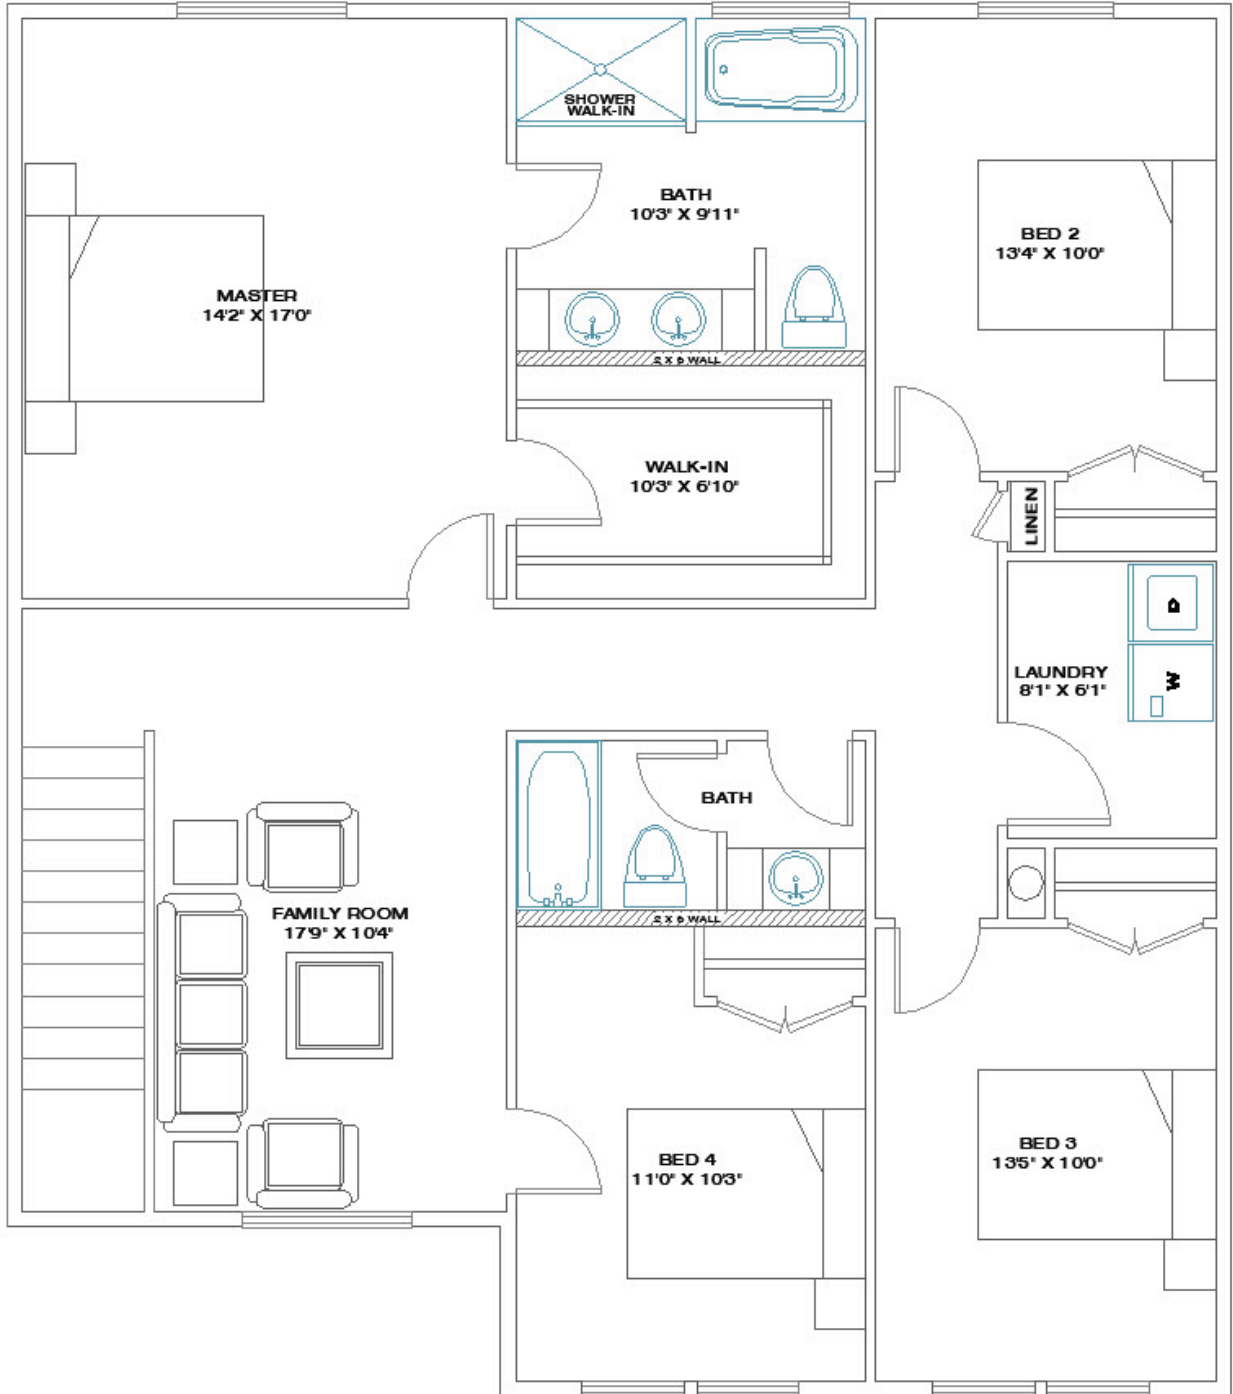 SHOWER
WALK-IN
BATH
10'3" X 9'11"
BED 2
13'4" X 10'0"
MASTER
14'2" X 17'0"
2 X 6 WALL
WALK-IN
10'3" X 6'10"
LINEN
D
LAUNDRY
8'1" X 6'1"
W
BATH
FAMILY ROOM
17'9" X 10'4"
2 X 6 WALL
BED 4
11'0" X 10'3"
BED 3
13'5" X 10'0"